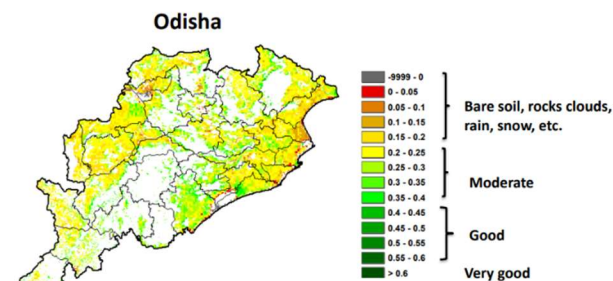 Odisha
-9999 - 0
0 - 0.05
0.05 - 0.1
0.1 - 0.15
0.15 - 0.2
0.2 - 0.25
0.25 - 0.3
0.3 - 0.35
0.35 - 0.4
0.4 - 0.45
0.45 - 0.5
0.5 - 0.55
0.55 - 0.6
> 0.6
Bare soil, rocks clouds,
rain, snow, etc.
Moderate
Good
Very good